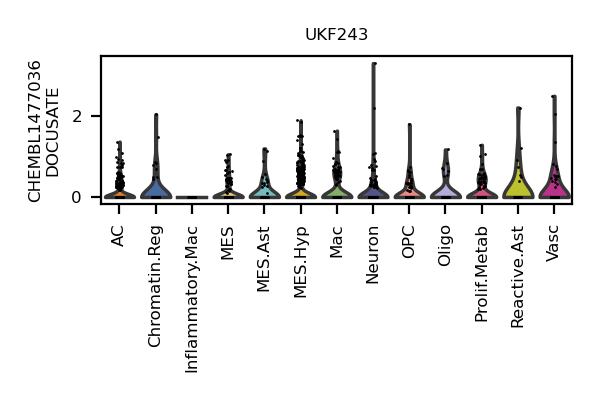 UKF243
CHEMBL1477036
DOCUSATE
2
0
AC
Chromatin.Reg
Inflammatory.Mac
MES
MES.Ast
MES.Hyp
Mac
Neuron
OPC
Oligo
Prolif.Metab
Reactive.Ast
Vasc